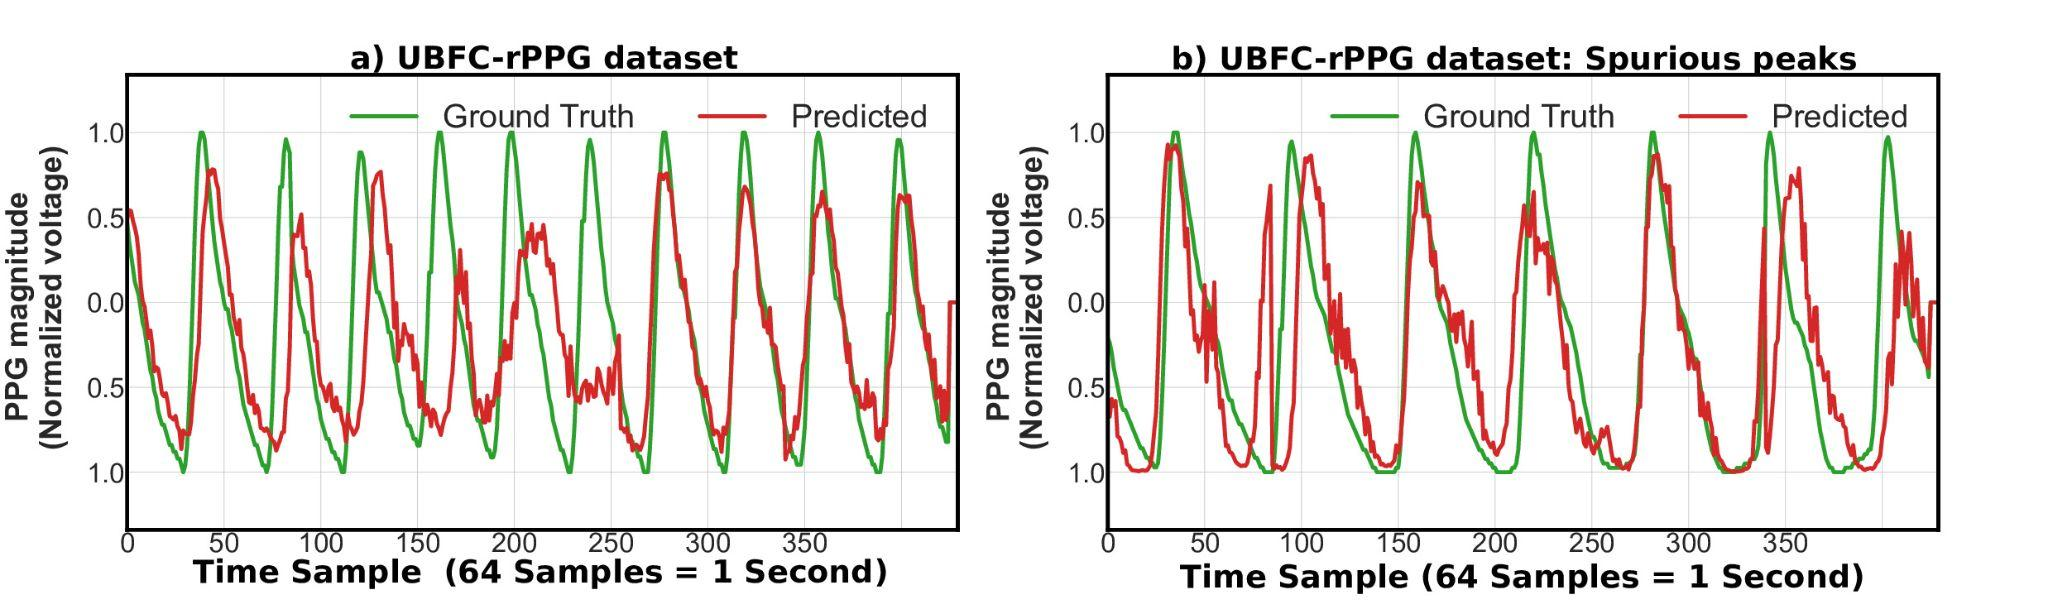 a) UBFC-rPPG dataset
Ground Truth
Predicted
1.0
0.5
0.0
0.5
1.0
PPG magnitude
(Normalized voltage)
0 50 100 150 200 250 300 350
Time Sample (64 Samples = 1 Second)
b) UBFC-rPPG dataset: Spurious peaks
Ground Truth
Predicted
1.0
0.5
0.0
0.5
1.0
PPG magnitude
(Normalized voltage)
0 50 100 150 200 250 300 350
Time Sample (64 Samples = 1 Second)